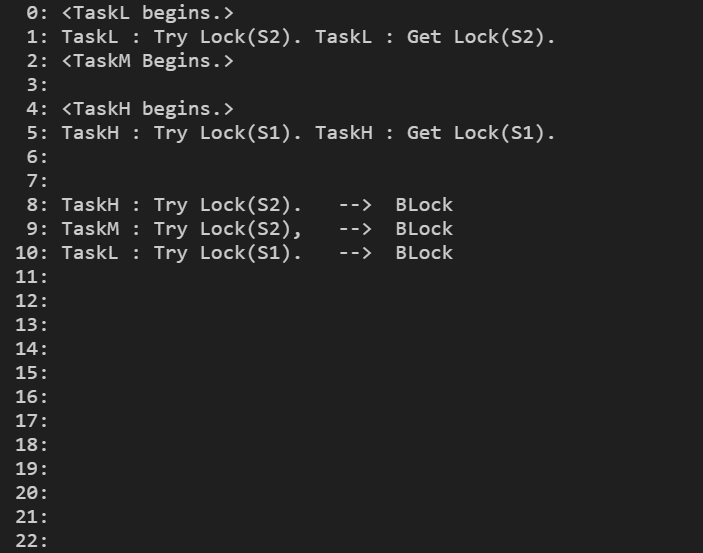 0: <TaskL begins.>
1: TaskL : Try Lock(S2). TaskL : Get Lock(S2).
2: <TaskM Begins.>
3:
4: <TaskH begins.>
5: TaskH : Try Lock(S1). TaskH : Get Lock(S1).
6:
7:
8: TaskH : Try Lock(S2).   -->  BLock
9: TaskM : Try Lock(S2),   -->  BLock
10: TaskL : Try Lock(S1).   -->  BLock
11:
12:
13:
14:
15:
16:
17:
18:
19:
20:
21:
22: